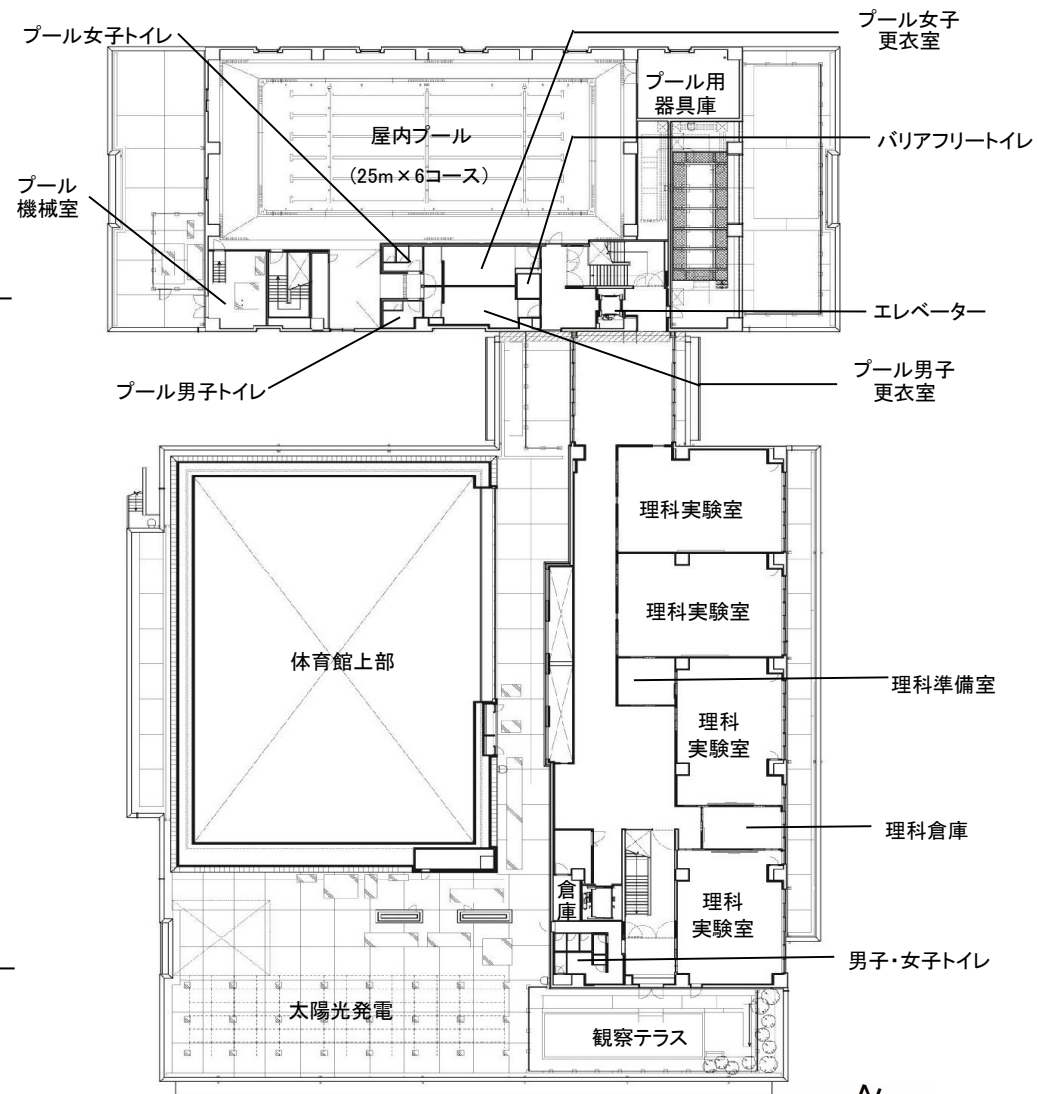 プール女子トイレ
プール女子
更衣室
プール用
器具庫
屋内プール
(25m×6コース)
バリアフリートイレ
プール
機械室
エレベーター
プール男子トイレ
プール男子
更衣室
理科実験室
理科実験室
体育館上部
理科準備室
理科
実験室
理科倉庫
倉
庫
理科
実験室
男子・女子トイレ
太陽光発電
観察テラス